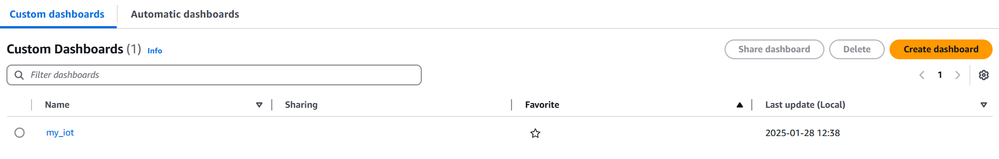 Custom dashboards Automatic dashboards
Custom Dashboards (1) Info Share dashboard Delete Create dashboard
Filter dashboards 1
Name Sharing Favorite Last update (Local)
my_iot 2025-01-28 12:38